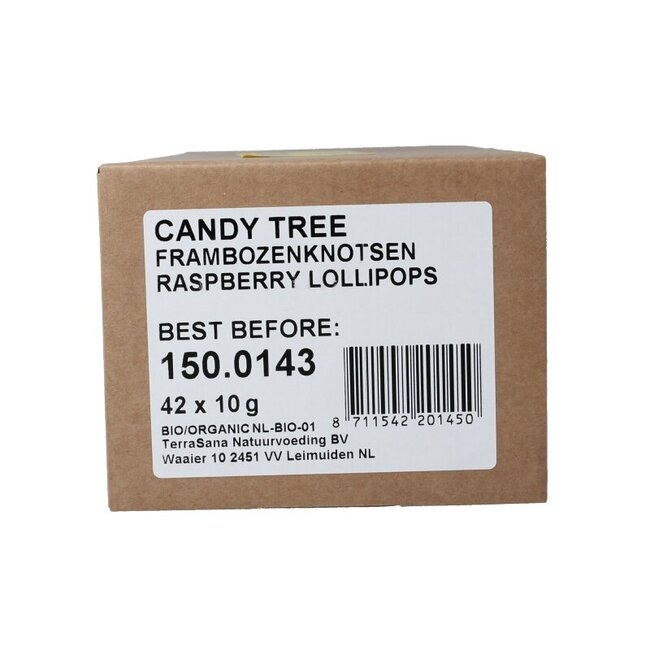 CANDY TREE
FRAMBOZENKNOTSEN
RASPBERRY LOLLIPOPS
BEST BEFORE:
150.0143
42 x 10 g
BIO/ORGANIC NL-BIO-01
TerraSana Natuurvoeding BV
Waaier 10 2451 VV Leimuiden NL
8 711542 201450